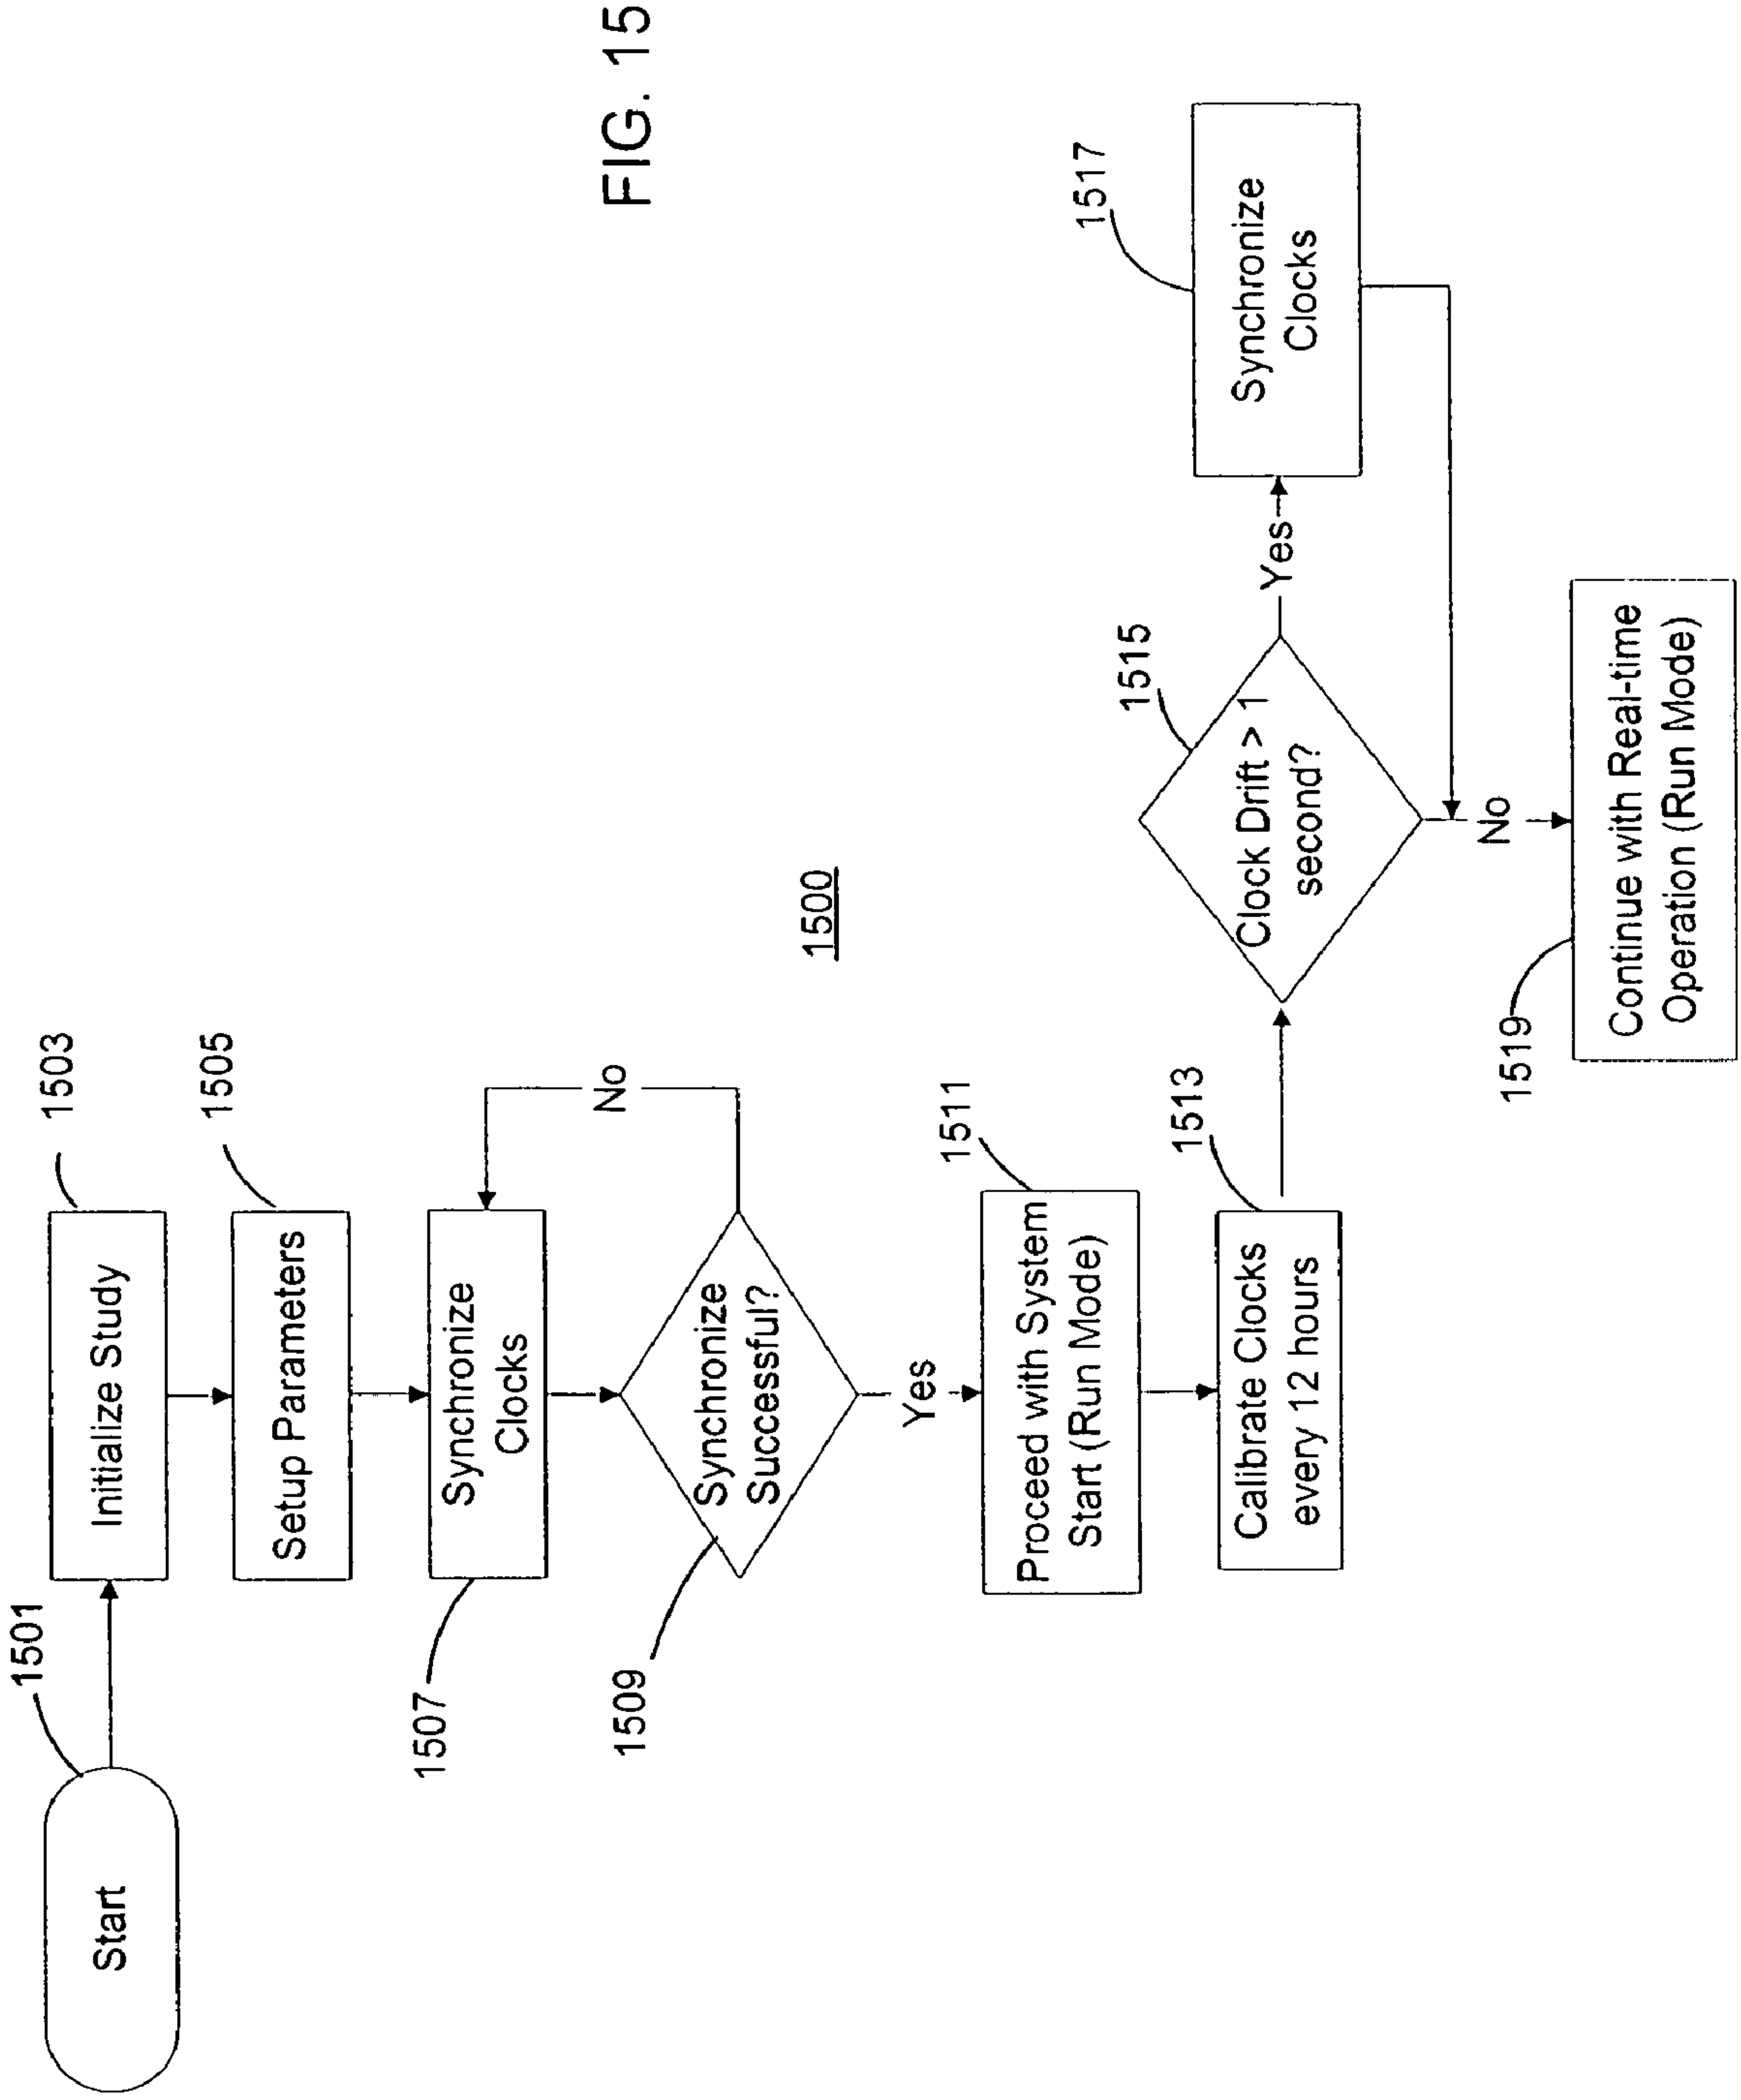 FIG. 15
1500
1501
Start
1503
Initialize Study
1505
Setup Parameters
1507
Synchronize
Clocks
1509
Synchronize
Successful?
No
Yes
1511
Proceed with System
Start (Run Mode)
1513
Calibrate Clocks
every 12 hours
1515
Clock Drift > 1
second?
Yes
1517
Synchronize
Clocks
No
1519
Continue with Real-time
Operation (Run Mode)